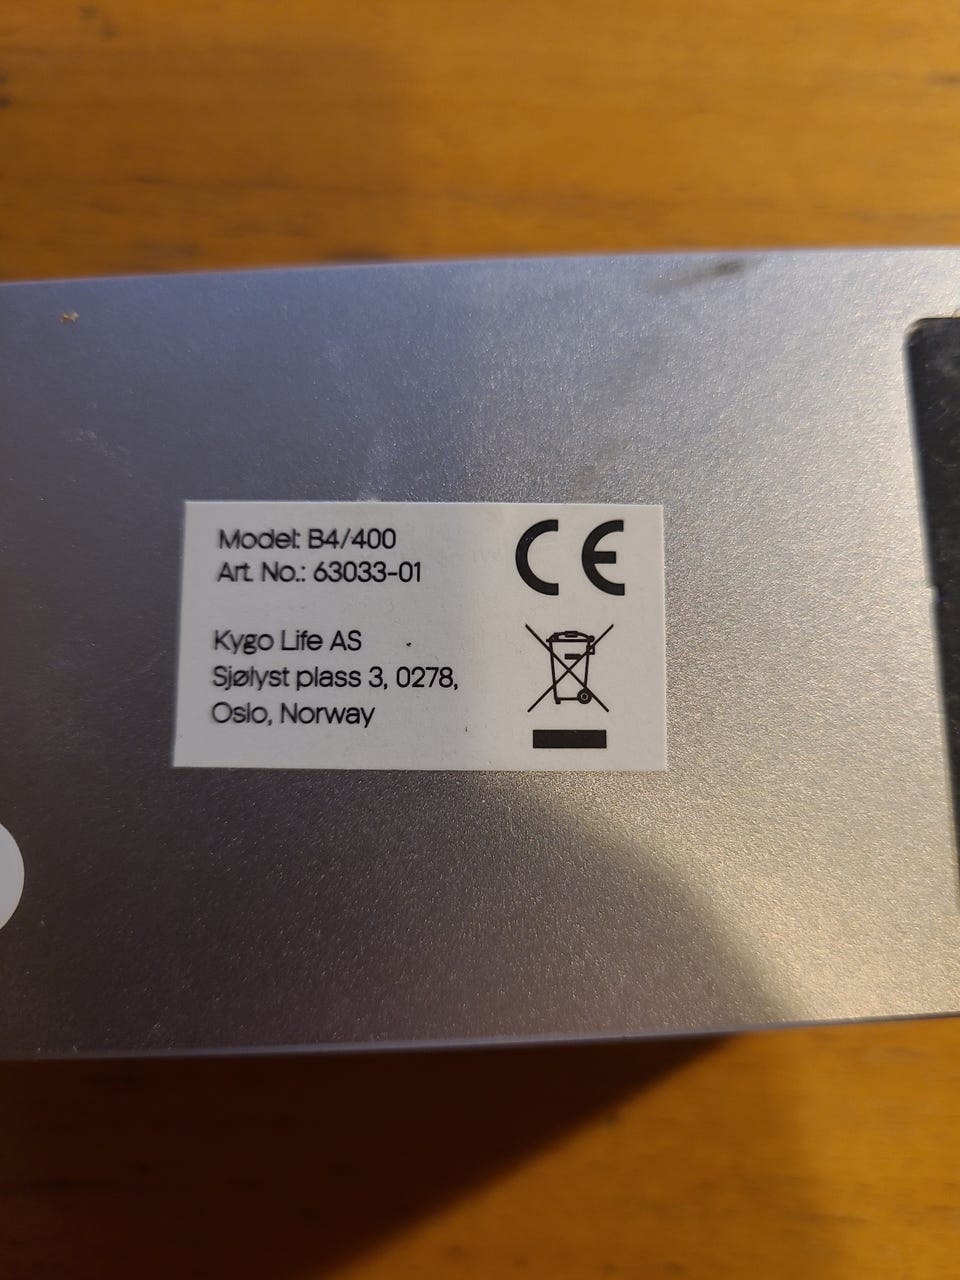 Model: B4/400
Art. No.: 63033-01
Kygo Life AS
Sjølyst plass 3, 0278,
Oslo, Norway
CE